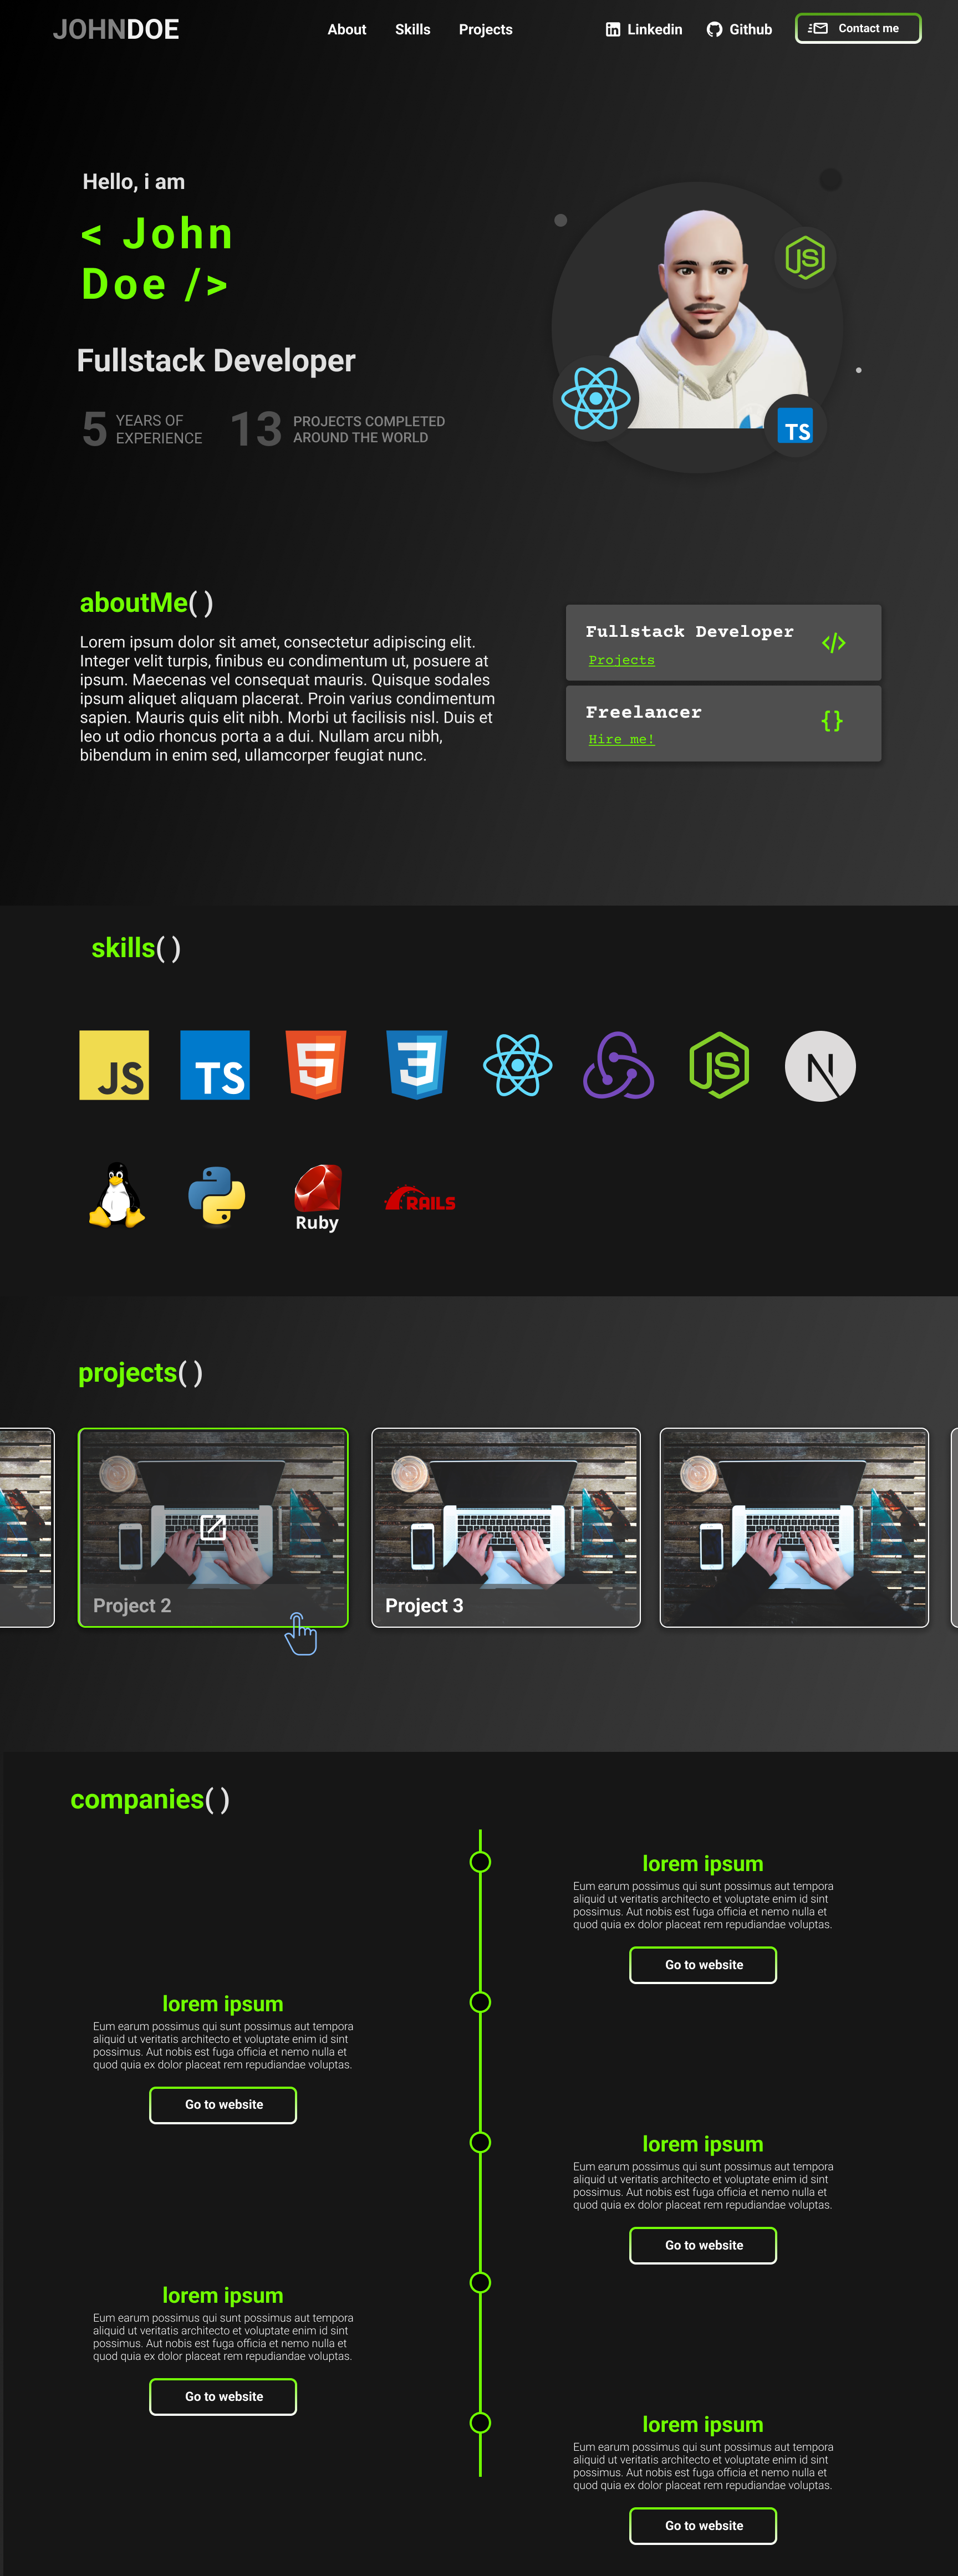 JOHNDOE
About
Skills
Projects
Linkedin
Github
Contact me
Hello, i am
< John
Doe />
Fullstack Developer
5 YEARS OF
EXPERIENCE
13 PROJECTS COMPLETED
AROUND THE WORLD
JS
TS
aboutMe( )
Lorem ipsum dolor sit amet, consectetur adipiscing elit.
Integer velit turpis, finibus eu condimentum ut, posuere at
ipsum. Maecenas vel consequat mauris. Quisque sodales
ipsum aliquet aliquam placerat. Proin varius condimentum
sapien. Mauris quis elit nibh. Morbi ut facilisis nisl. Duis et
leo ut odio rhoncus porta a a dui. Nullam arcu nibh,
bibendum in enim sed, ullamcorper feugiat nunc.
Fullstack Developer
Projects
</>
Freelancer
Hire me!
{}
skills( )
JS
TS
5
3
JS
N
Ruby
RAILS
projects( )
Project 2
Project 3
companies( )
lorem ipsum
Eum earum possimus qui sunt possimus aut tempora
aliquid ut veritatis architecto et voluptate enim id sint
possimus. Aut nobis est fuga officia et nemo nulla et
quod quia ex dolor placeat rem repudiandae voluptas.
Go to website
lorem ipsum
Eum earum possimus qui sunt possimus aut tempora
aliquid ut veritatis architecto et voluptate enim id sint
possimus. Aut nobis est fuga officia et nemo nulla et
quod quia ex dolor placeat rem repudiandae voluptas.
Go to website
lorem ipsum
Eum earum possimus qui sunt possimus aut tempora
aliquid ut veritatis architecto et voluptate enim id sint
possimus. Aut nobis est fuga officia et nemo nulla et
quod quia ex dolor placeat rem repudiandae voluptas.
Go to website
lorem ipsum
Eum earum possimus qui sunt possimus aut tempora
aliquid ut veritatis architecto et voluptate enim id sint
possimus. Aut nobis est fuga officia et nemo nulla et
quod quia ex dolor placeat rem repudiandae voluptas.
Go to website
lorem ipsum
Eum earum possimus qui sunt possimus aut tempora
aliquid ut veritatis architecto et voluptate enim id sint
possimus. Aut nobis est fuga officia et nemo nulla et
quod quia ex dolor placeat rem repudiandae voluptas.
Go to website